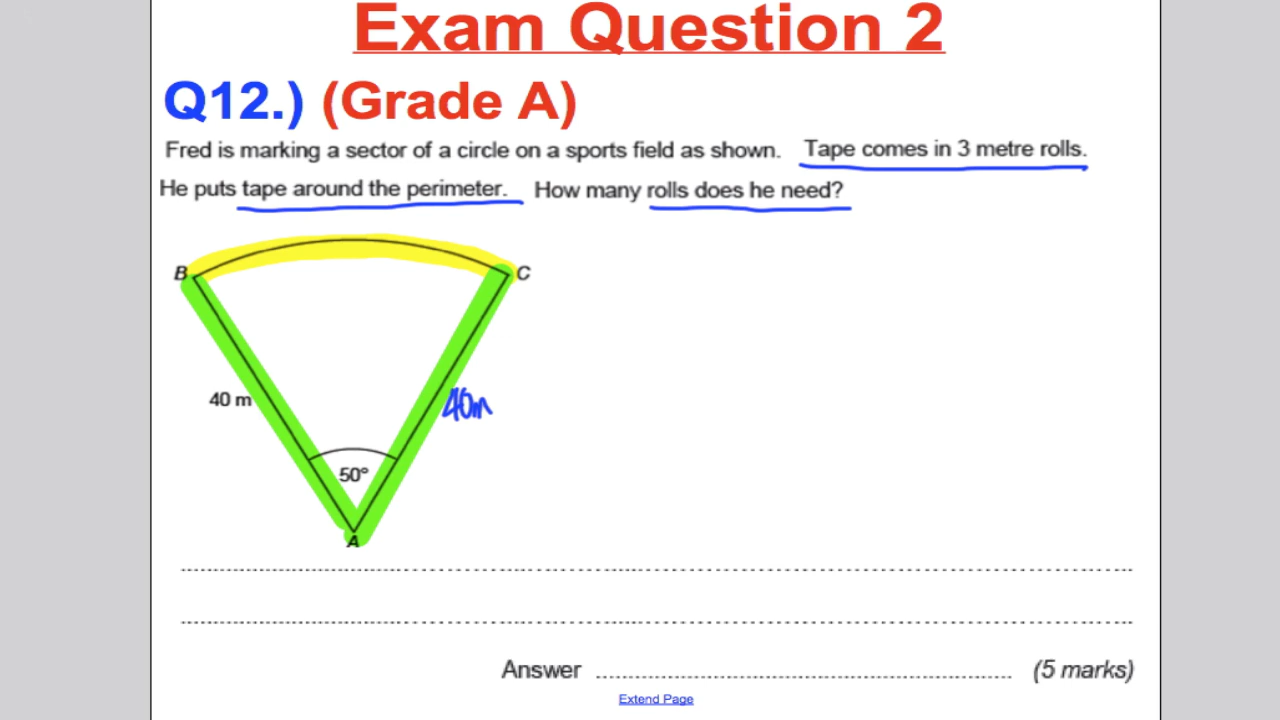 Exam Question 2
Q12.) (Grade A)
Fred is marking a sector of a circle on a sports field as shown. Tape comes in 3 metre rolls.
He puts tape around the perimeter. How many rolls does he need?
B
C
40 m
40m
50°
A
Answer ........................................ (5 marks)
Extend Page